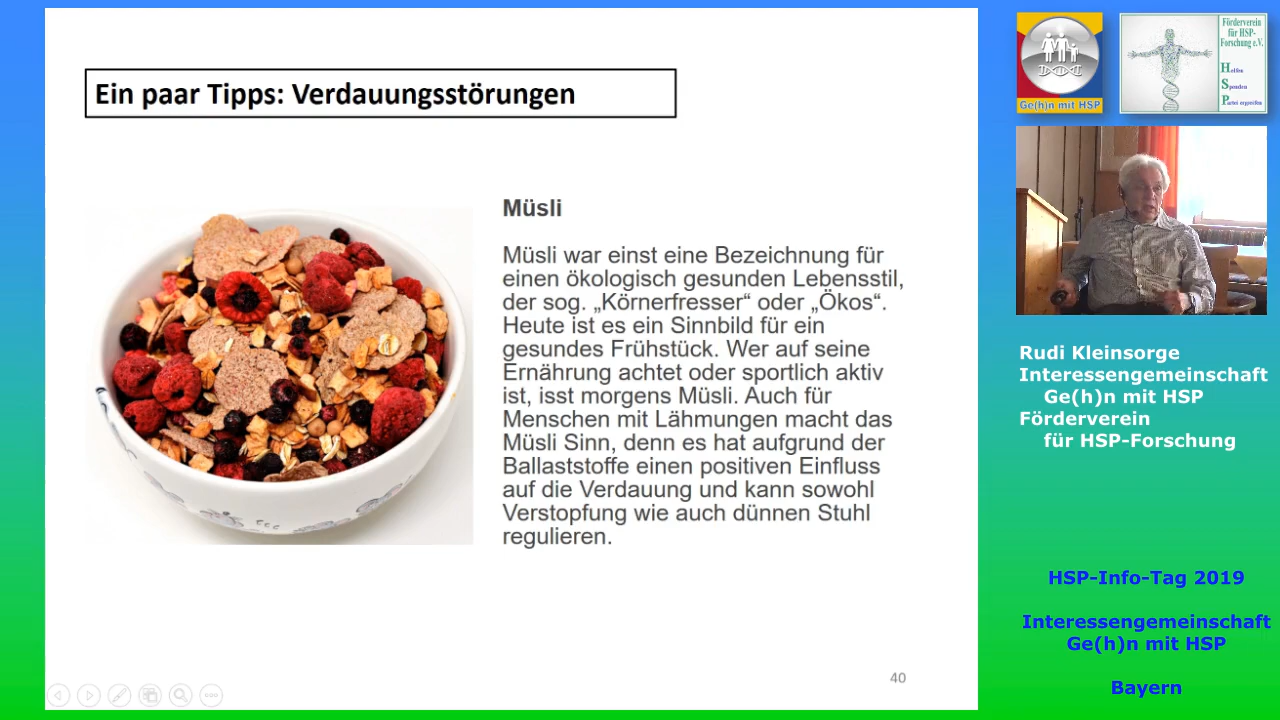 Ein paar Tipps: Verdauungsstörungen
Müsli
Müsli war einst eine Bezeichnung für
einen ökologisch gesunden Lebensstil,
der sog. „Körnerfresser“ oder „Ökos“.
Heute ist es ein Sinnbild für ein
gesundes Frühstück. Wer auf seine
Ernährung achtet oder sportlich aktiv
ist, isst morgens Müsli. Auch für
Menschen mit Lähmungen macht das
Müsli Sinn, denn es hat aufgrund der
Ballaststoffe einen positiven Einfluss
auf die Verdauung und kann sowohl
Verstopfung wie auch dünnen Stuhl
regulieren.
40
Ge(h)n mit HSP
Förderverein
für HSP-
Forschung e.V.
Helfen
Spenden
Partei ergreifen
Rudi Kleinsorge
Interessengemeinschaft
Ge(h)n mit HSP
Förderverein
für HSP-Forschung
HSP-Info-Tag 2019
Interessengemeinschaft
Ge(h)n mit HSP
Bayern